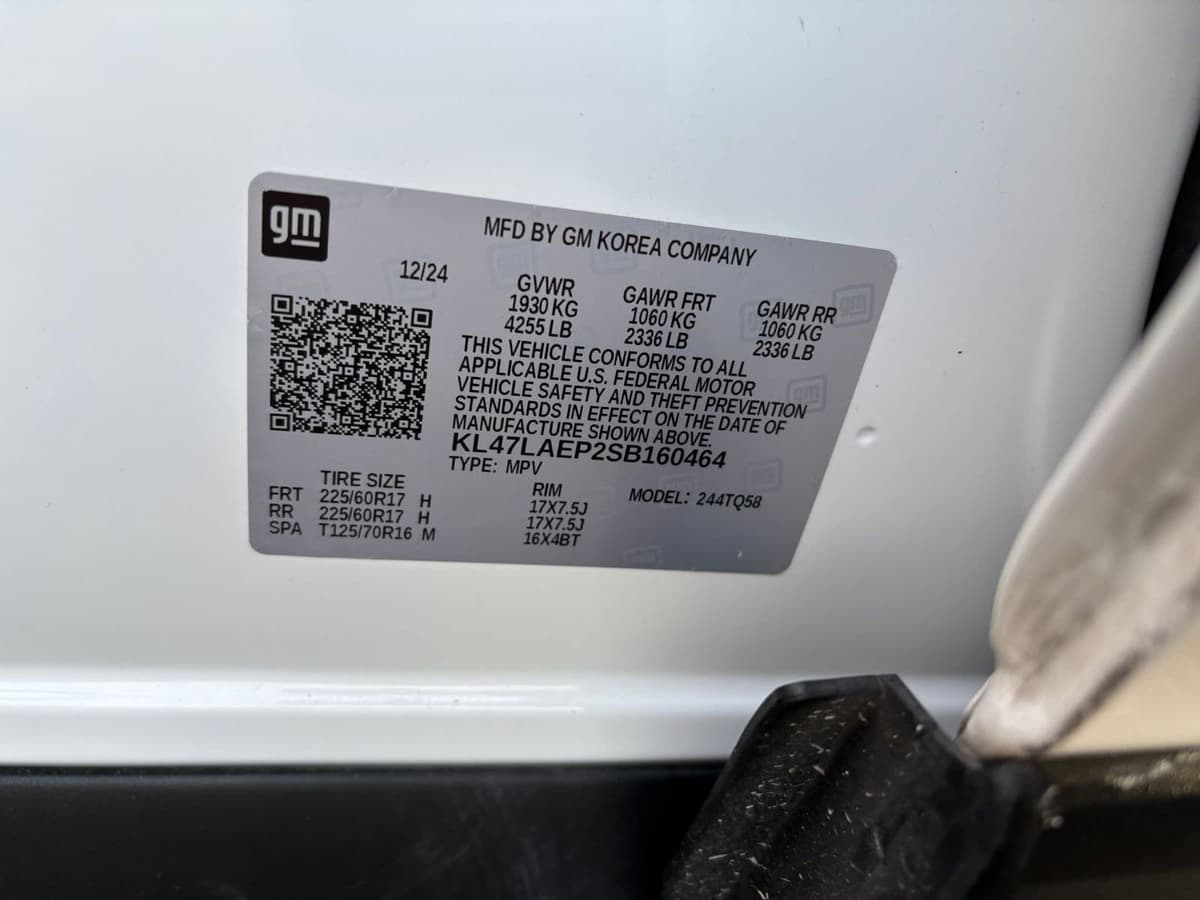 gm
MFD BY GM KOREA COMPANY
12/24
GVWR GAWR FRT GAWR RR
1930 KG 1060 KG 1060 KG
4255 LB 2336 LB 2336 LB
THIS VEHICLE CONFORMS TO ALL
APPLICABLE U.S. FEDERAL MOTOR
VEHICLE SAFETY AND THEFT PREVENTION
STANDARDS IN EFFECT ON THE DATE OF
MANUFACTURE SHOWN ABOVE.
KL47LAEP2SB160464
TYPE: MPV
TIRE SIZE RIM MODEL: 244TQ58
FRT 225/60R17 H 17X7.5J
RR 225/60R17 H 17X7.5J
SPA T125/70R16 M 16X4BT